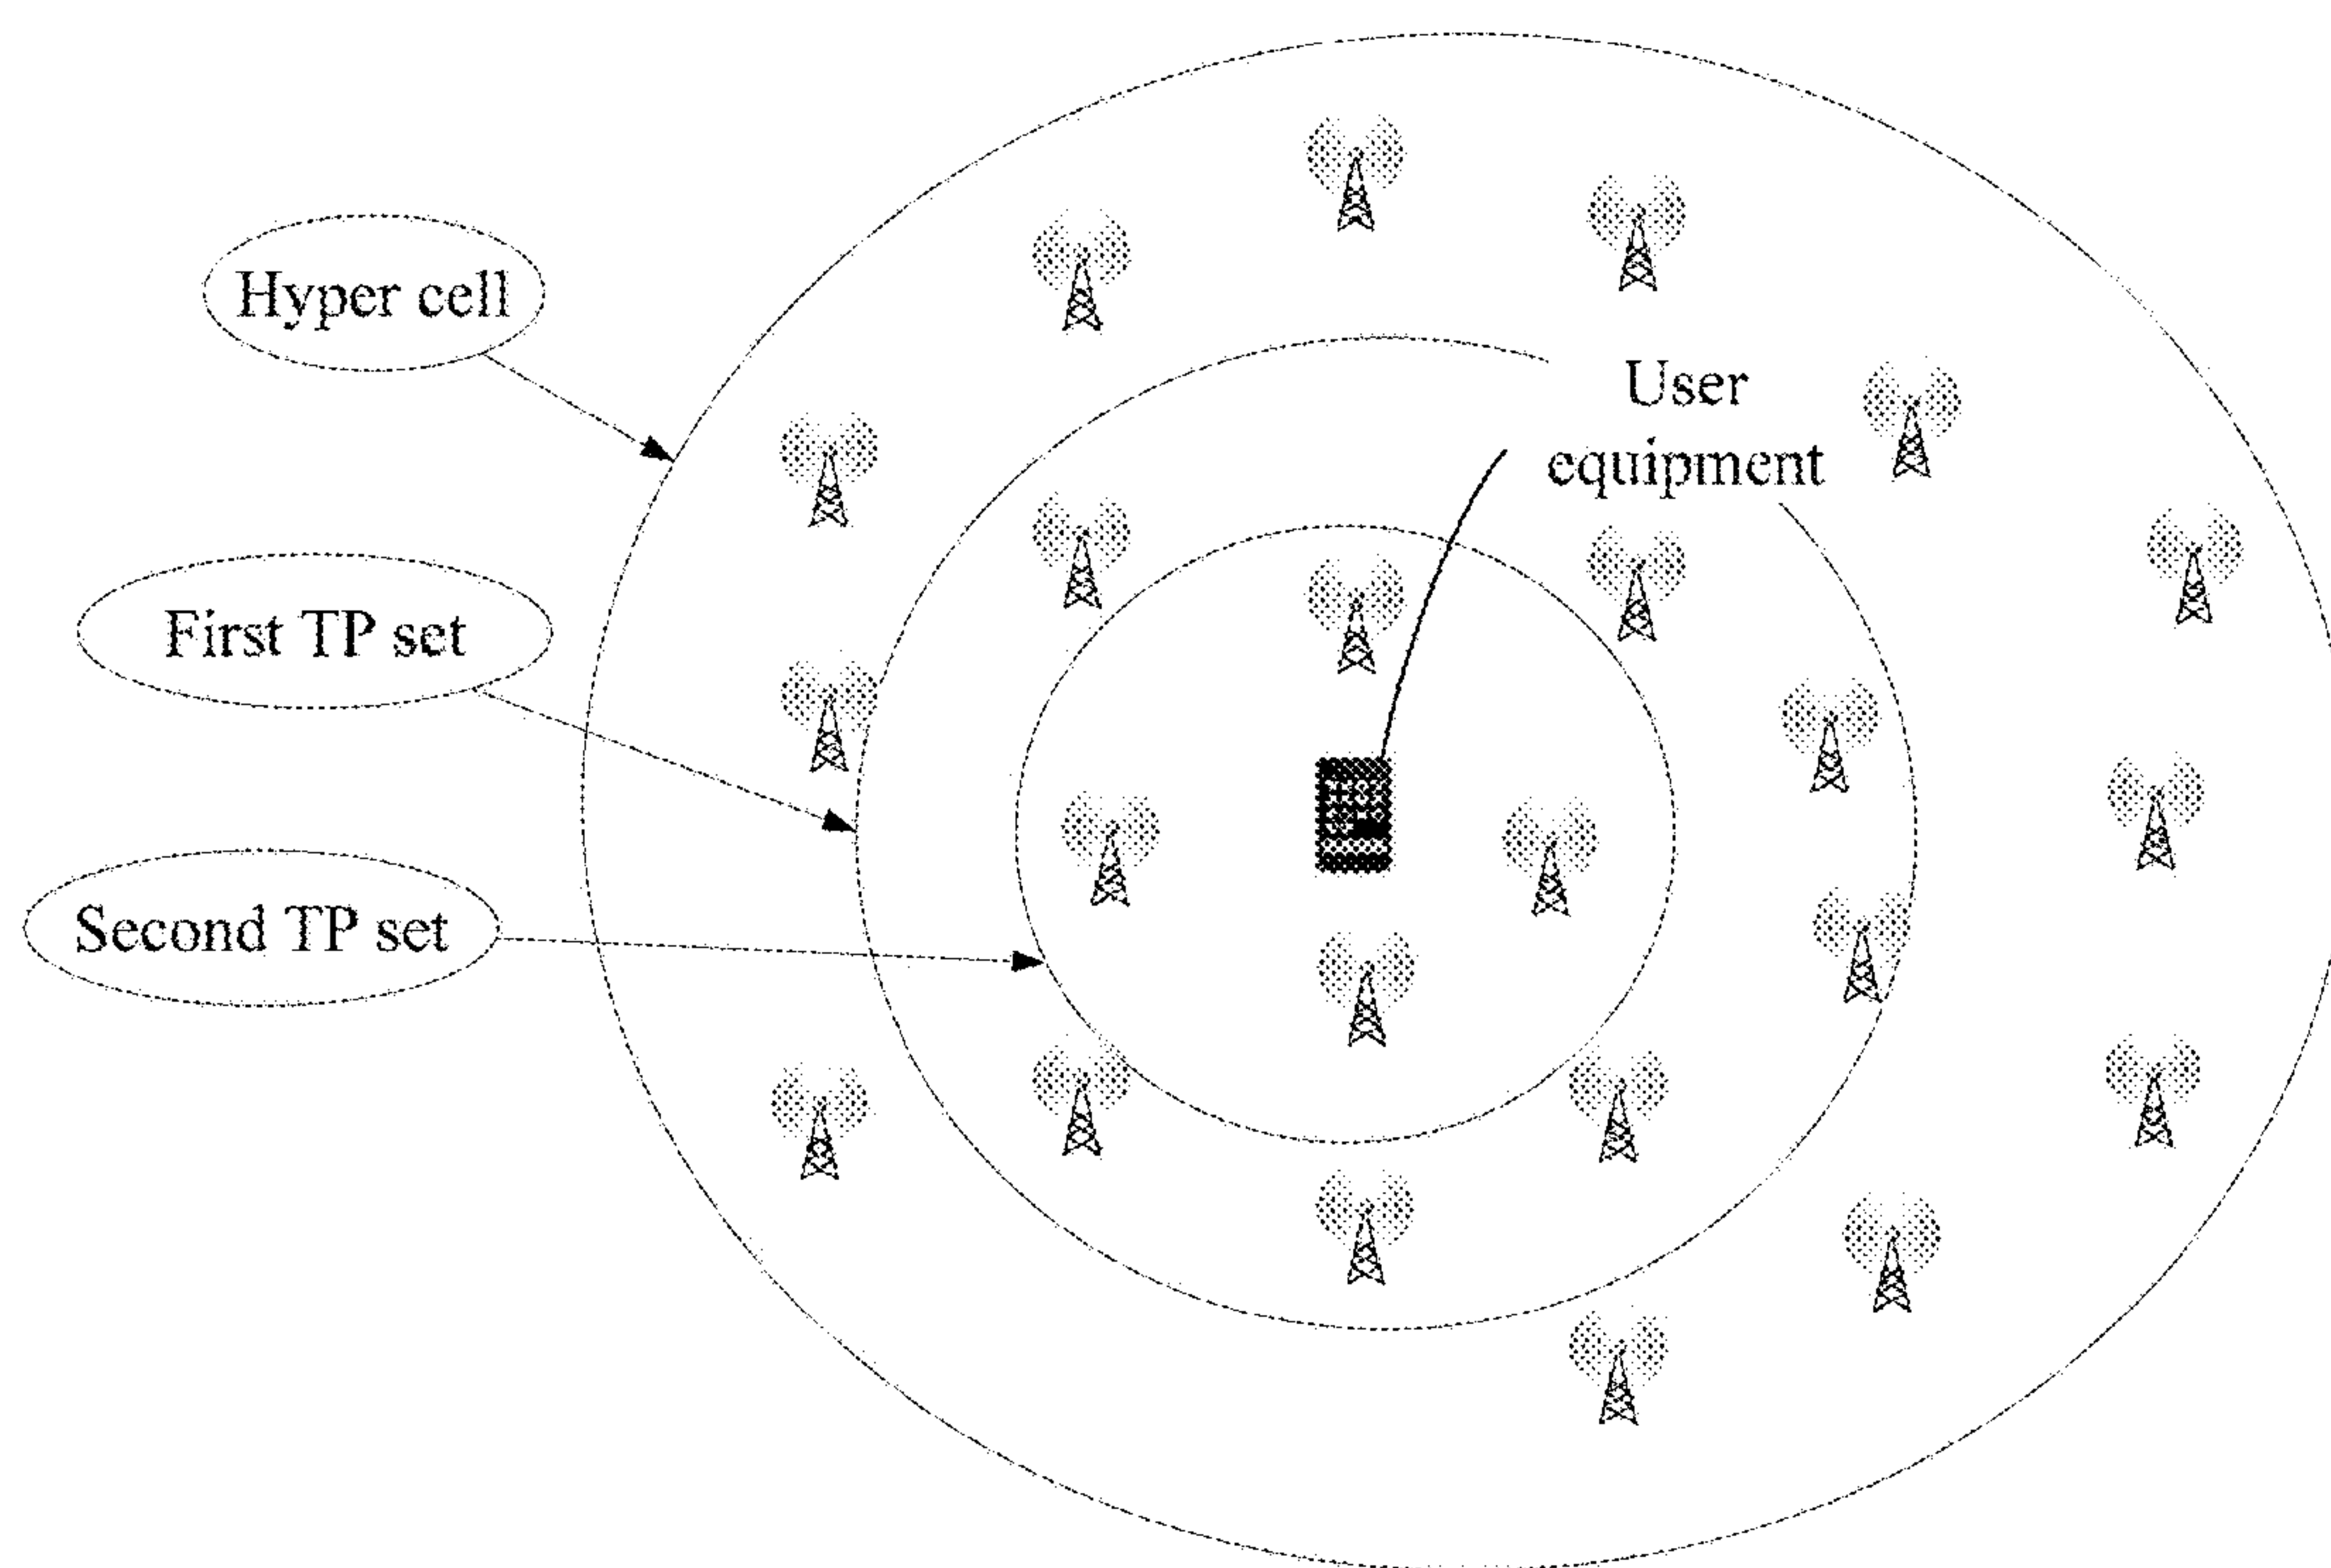 Hyper cell
User
equipment
First TP set
Second TP set